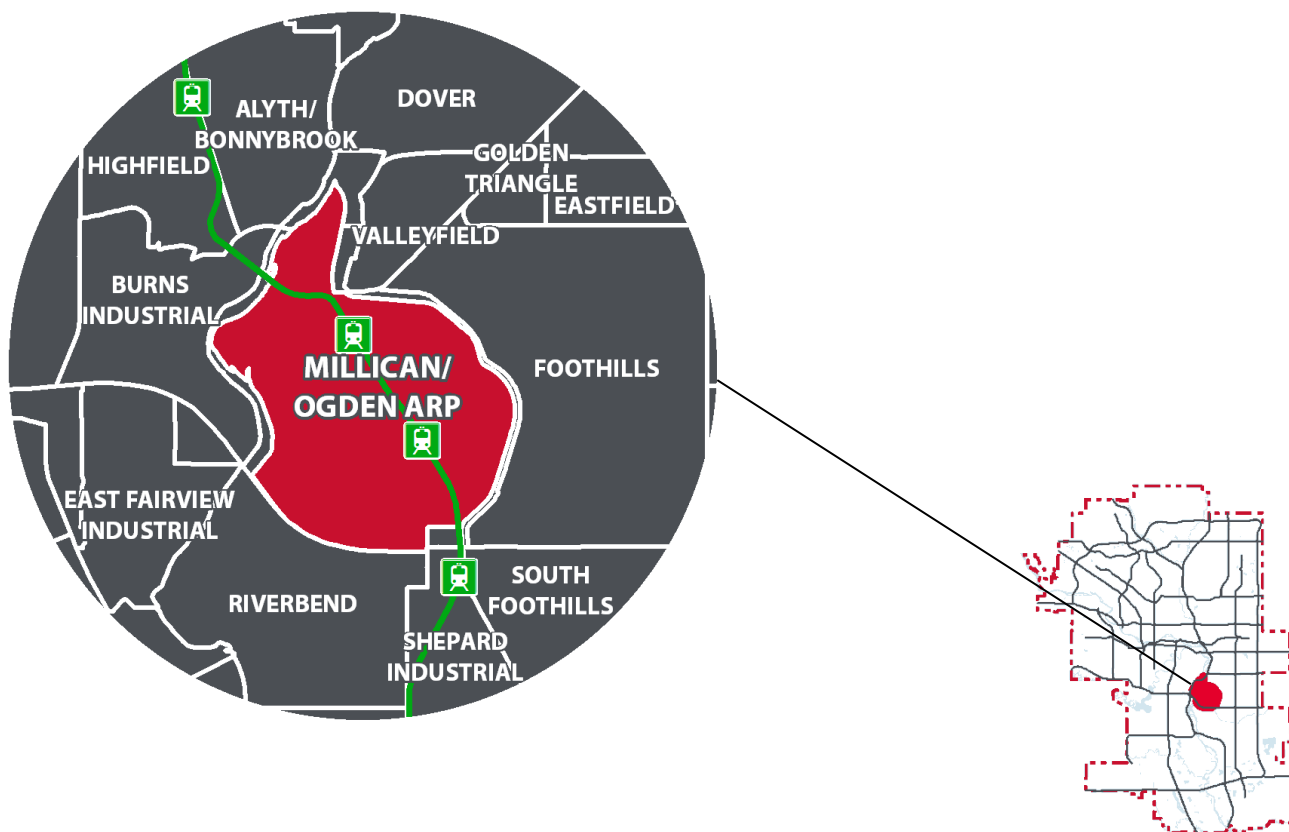 DOVER
ALYTH/
BONNYBROOK
HIGHFIELD
GOLDEN
TRIANGLE
EASTFIELD
VALLEYFIELD
BURNS
INDUSTRIAL
MILLICAN/
OGDEN ARP
FOOTHILLS
EAST FAIRVIEW
INDUSTRIAL
RIVERBEND
SOUTH
FOOTHILLS
SHEPARD
INDUSTRIAL